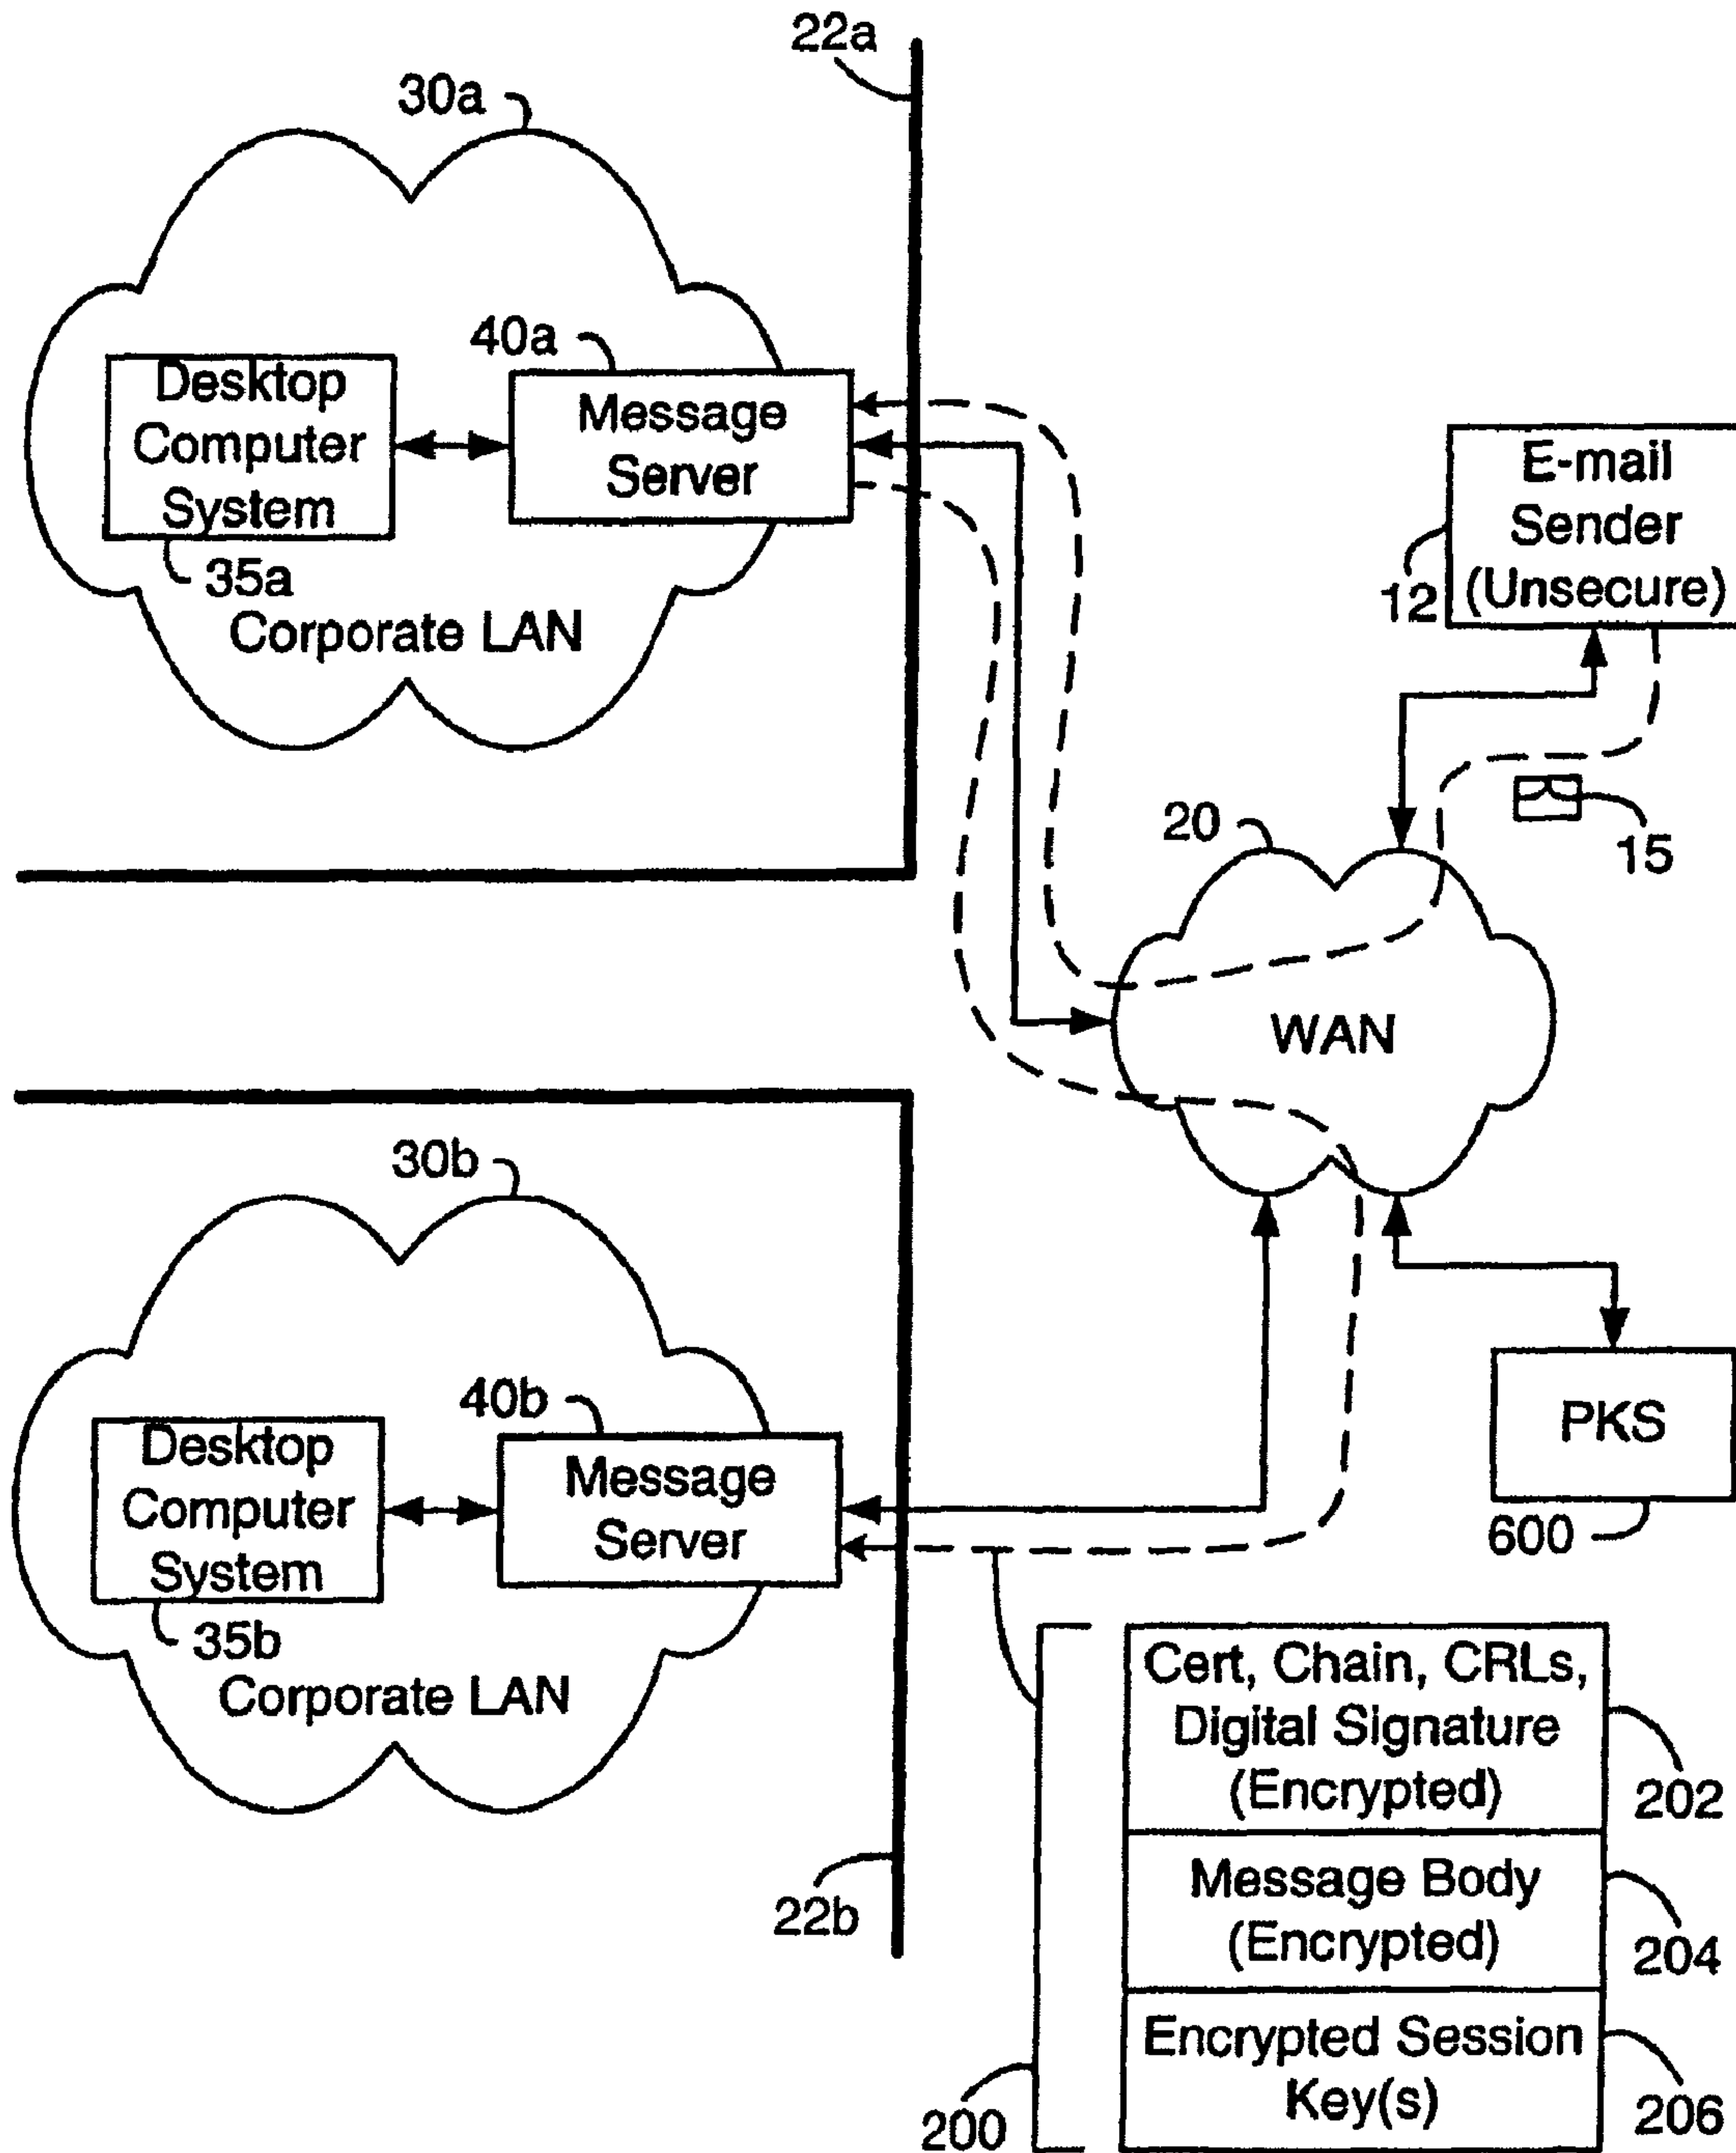 22a
30a
40a
Desktop
Computer
System
Message
Server
35a
Corporate LAN
E-mail
Sender
(Unsecure)
12
15
20
WAN
30b
40b
Desktop
Computer
System
Message
Server
35b
Corporate LAN
22b
PKS
600
Cert, Chain, CRLs,
Digital Signature
(Encrypted)
202
Message Body
(Encrypted)
204
Encrypted Session
Key(s)
206
200